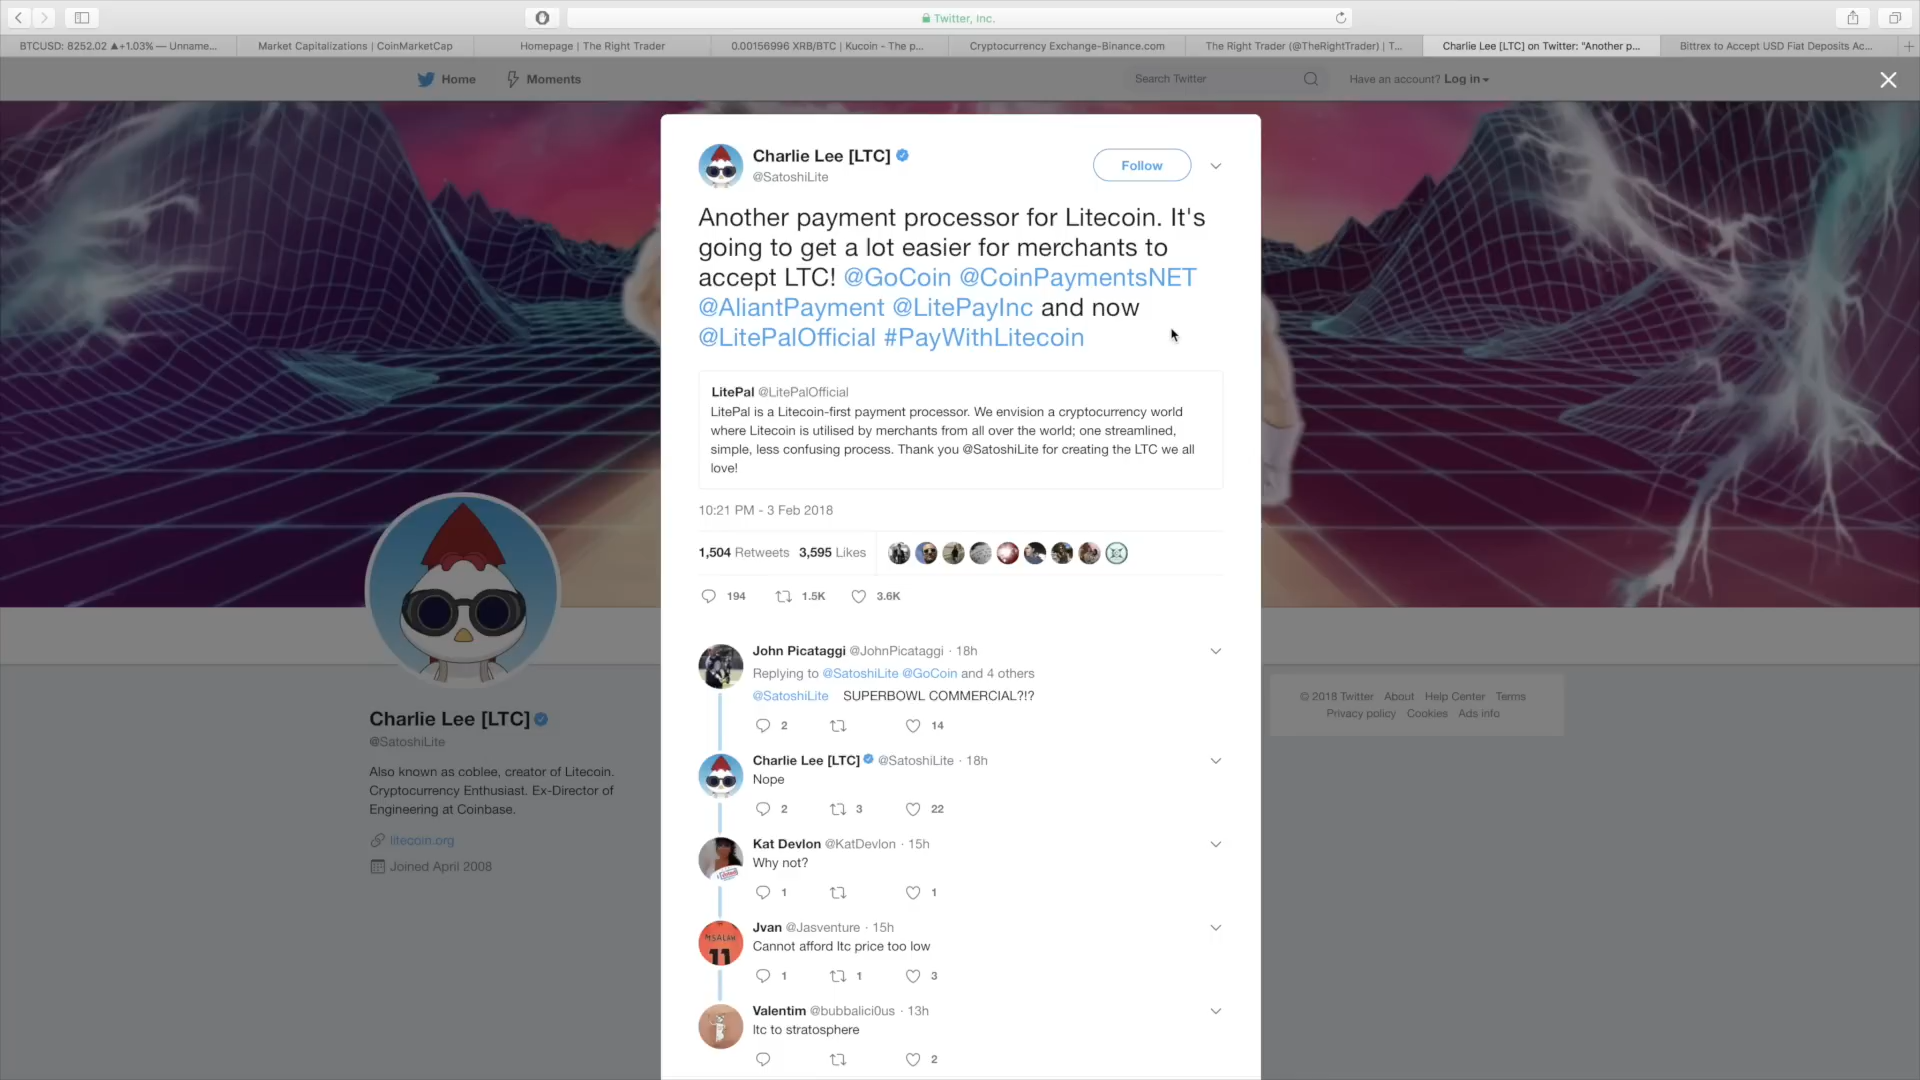 Twitter, Inc.
BTCUSD: 8252.02 ▲+1.03% — Unname...
Market Capitalizations | CoinMarketCap
Homepage | The Right Trader
0.00156996 XRB/BTC | Kucoin - The p...
Cryptocurrency Exchange-Binance.com
The Right Trader (@TheRightTrader) | T...
Charlie Lee [LTC] on Twitter: "Another p...
Bittrex to Accept USD Fiat Deposits Ac...
Home
Moments
Search Twitter
Have an account? Log in
Charlie Lee [LTC]
@SatoshiLite
Follow
Another payment processor for Litecoin. It's
going to get a lot easier for merchants to
accept LTC! @GoCoin @CoinPaymentsNET
@AliantPayment @LitePayInc and now
@LitePalOfficial #PayWithLitecoin
LitePal @LitePalOfficial
LitePal is a Litecoin-first payment processor. We envision a cryptocurrency world
where Litecoin is utilised by merchants from all over the world; one streamlined,
simple, less confusing process. Thank you @SatoshiLite for creating the LTC we all
love!
10:21 PM - 3 Feb 2018
1,504 Retweets 3,595 Likes
194 1.5K 3.6K
John Picataggi @JohnPicataggi · 18h
Replying to @SatoshiLite @GoCoin and 4 others
@SatoshiLite SUPERBOWL COMMERCIAL?!?
2 14
Charlie Lee [LTC] @SatoshiLite · 18h
Nope
2 3 22
Kat Devlon @KatDevlon · 15h
Why not?
1 1
Jvan @Jasventure · 15h
Cannot afford ltc price too low
1 1 3
M.SALAH
11
Valentim @bubbalici0us · 13h
ltc to stratosphere
2
Charlie Lee [LTC]
@SatoshiLite
Also known as coblee, creator of Litecoin.
Cryptocurrency Enthusiast. Ex-Director of
Engineering at Coinbase.
litecoin.org
Joined April 2008
© 2018 Twitter About Help Center Terms
Privacy policy Cookies Ads info